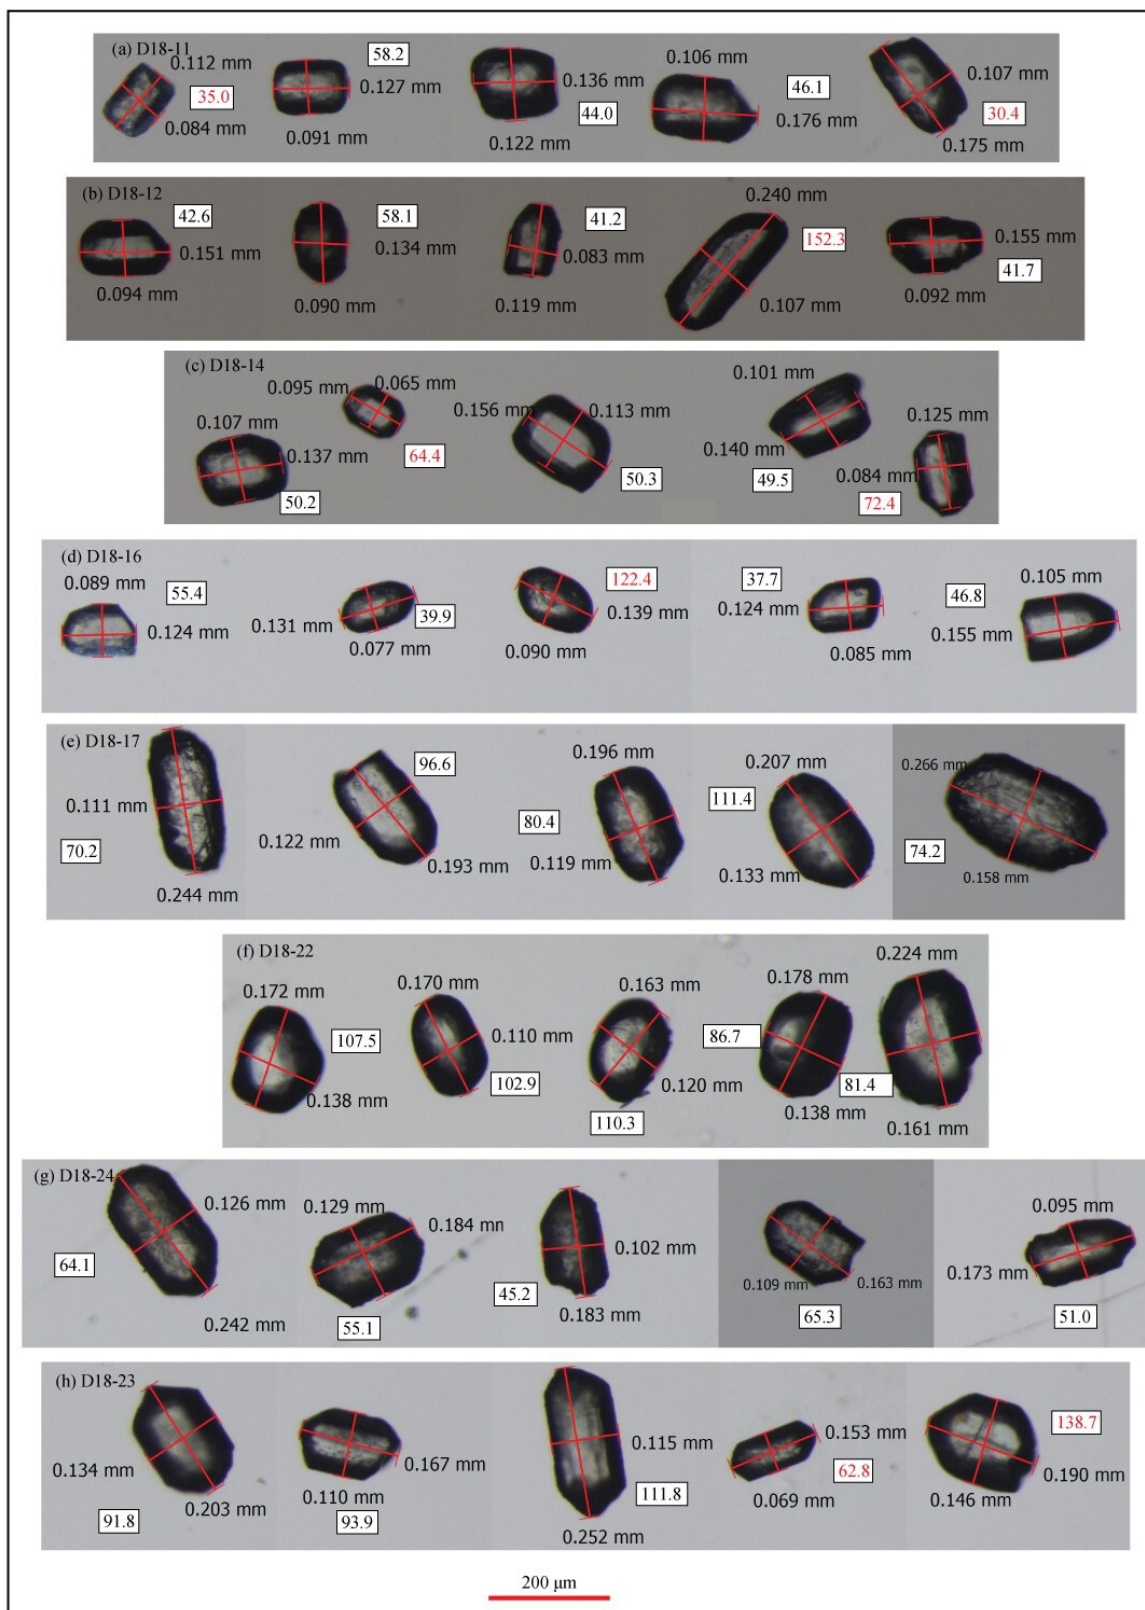 (a) D18-11
0.112 mm
35.0
0.084 mm
58.2
0.127 mm
0.091 mm
0.136 mm
44.0
0.122 mm
0.106 mm
46.1
0.176 mm
0.107 mm
30.4
0.175 mm
(b) D18-12
42.6
0.151 mm
0.094 mm
58.1
0.134 mm
0.090 mm
41.2
0.083 mm
0.119 mm
0.240 mm
152.3
0.107 mm
0.155 mm
41.7
0.092 mm
(c) D18-14
0.107 mm
0.137 mm
50.2
0.095 mm
0.065 mm
64.4
0.156 mm
0.113 mm
50.3
0.101 mm
0.140 mm
49.5
0.125 mm
0.084 mm
72.4
(d) D18-16
0.089 mm
55.4
0.124 mm
0.131 mm
39.9
0.077 mm
122.4
0.139 mm
0.090 mm
37.7
0.124 mm
0.085 mm
0.105 mm
46.8
0.155 mm
(e) D18-17
0.111 mm
70.2
0.244 mm
96.6
0.122 mm
0.193 mm
0.196 mm
80.4
0.119 mm
0.207 mm
111.4
0.133 mm
0.266 mm
74.2
0.158 mm
(f) D18-22
0.172 mm
107.5
0.138 mm
0.170 mm
0.110 mm
102.9
0.163 mm
0.120 mm
110.3
0.178 mm
86.7
0.138 mm
0.224 mm
81.4
0.161 mm
(g) D18-24
0.126 mm
64.1
0.242 mm
0.129 mm
0.184 mm
55.1
0.102 mm
45.2
0.183 mm
0.109 mm
0.163 mm
65.3
0.095 mm
0.173 mm
51.0
(h) D18-23
0.134 mm
0.203 mm
91.8
0.167 mm
0.110 mm
93.9
0.115 mm
111.8
0.252 mm
0.153 mm
62.8
0.069 mm
138.7
0.190 mm
0.146 mm
200 μm